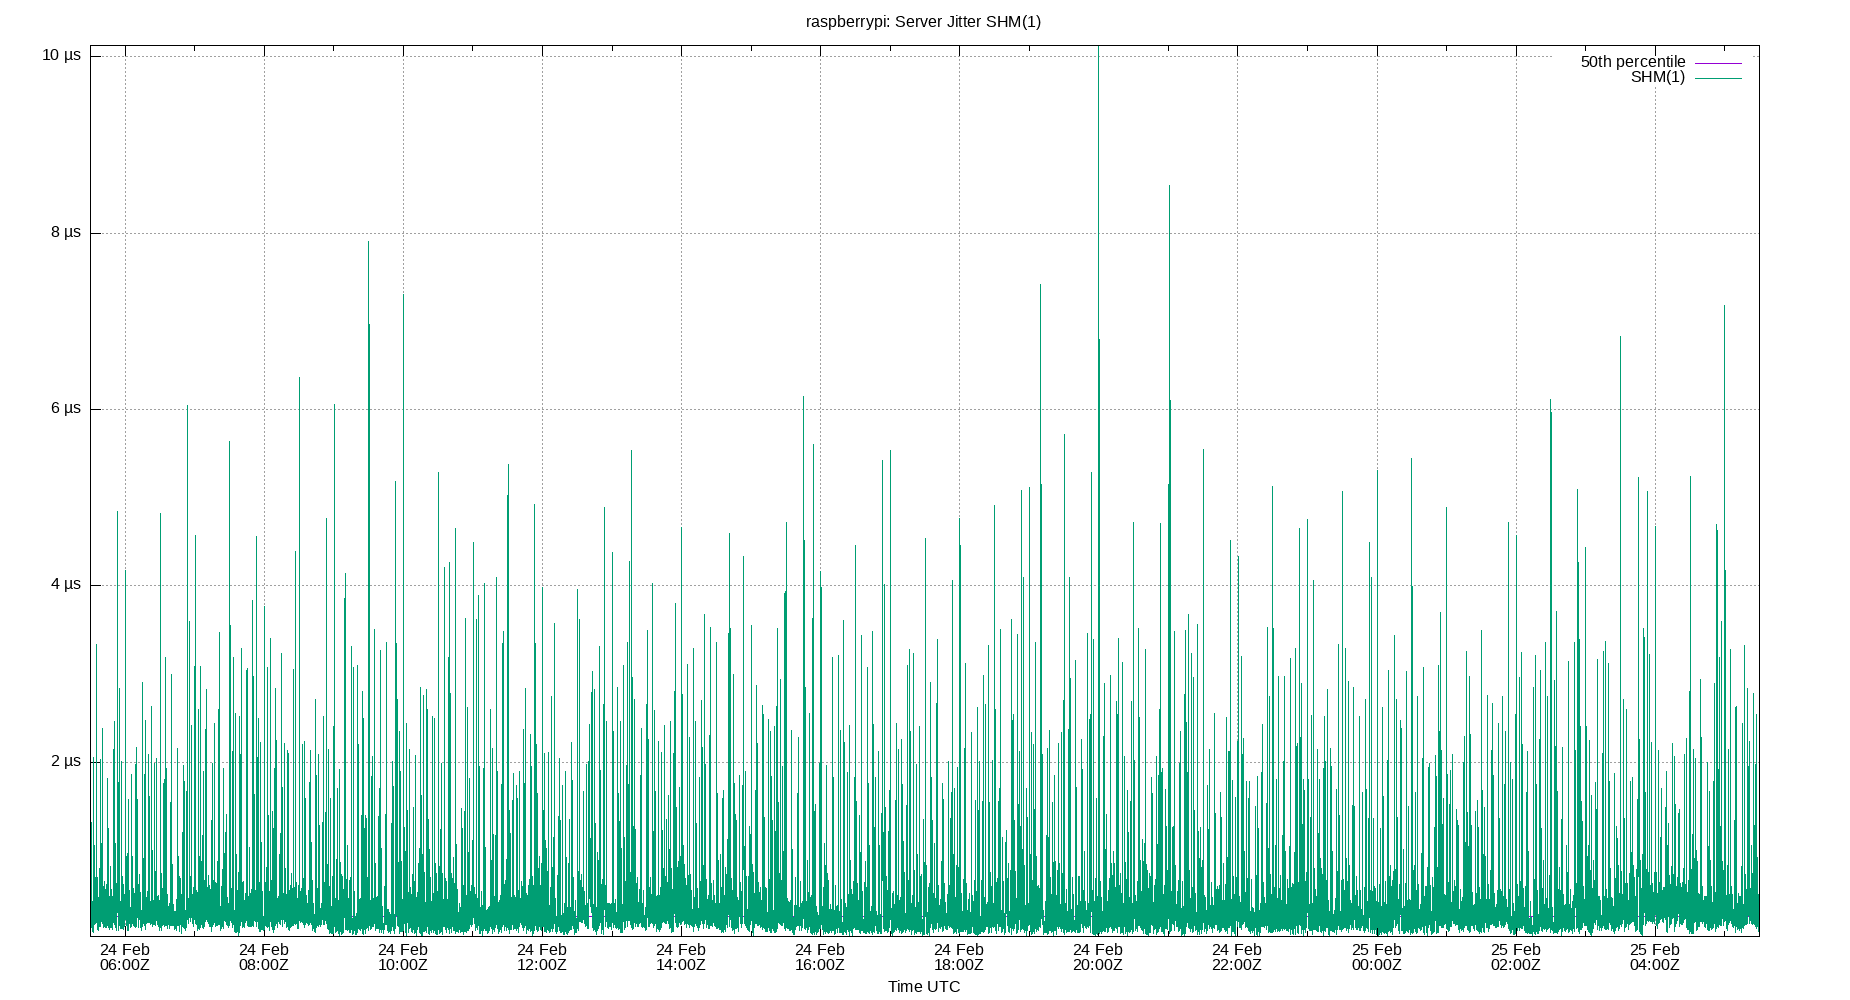 raspberrypi: Server Jitter SHM(1)
10 µs
8 µs
6 µs
4 µs
2 µs
50th percentile
SHM(1)
24 Feb 24 Feb 24 Feb 24 Feb 24 Feb 24 Feb 24 Feb 24 Feb 24 Feb 25 Feb 25 Feb 25 Feb
06:00Z 08:00Z 10:00Z 12:00Z 14:00Z 16:00Z 18:00Z 20:00Z 22:00Z 00:00Z 02:00Z 04:00Z
Time UTC